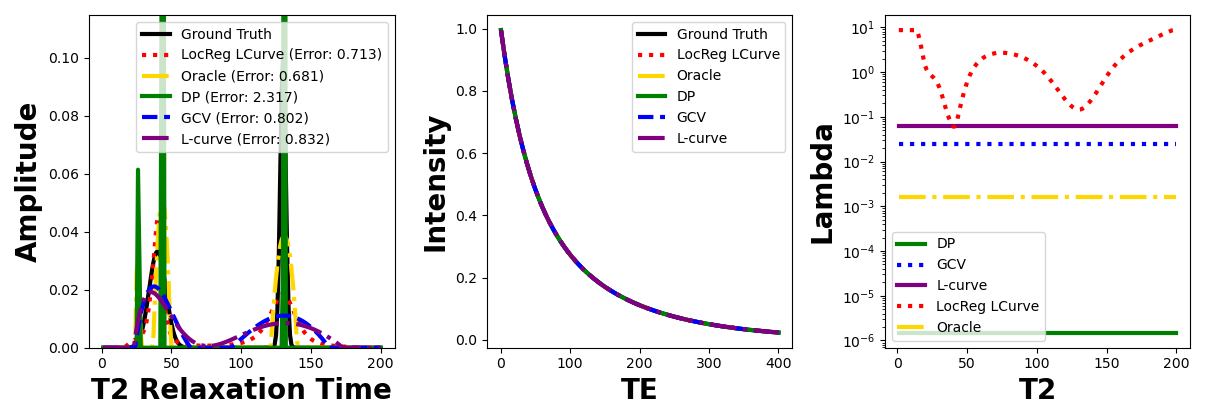 Amplitude
0.10
0.08
0.06
0.04
0.02
0.00
0
50
100
150
200
T2 Relaxation Time
Ground Truth
LocReg LCurve (Error: 0.713)
Oracle (Error: 0.681)
DP (Error: 2.317)
GCV (Error: 0.802)
L-curve (Error: 0.832)
Intensity
1.0
0.8
0.6
0.4
0.2
0.0
0
100
200
300
400
TE
Ground Truth
LocReg LCurve
Oracle
DP
GCV
L-curve
Lambda
10¹
10⁰
10⁻¹
10⁻²
10⁻³
10⁻⁴
10⁻⁵
10⁻⁶
0
50
100
150
200
T2
DP
GCV
L-curve
LocReg LCurve
Oracle